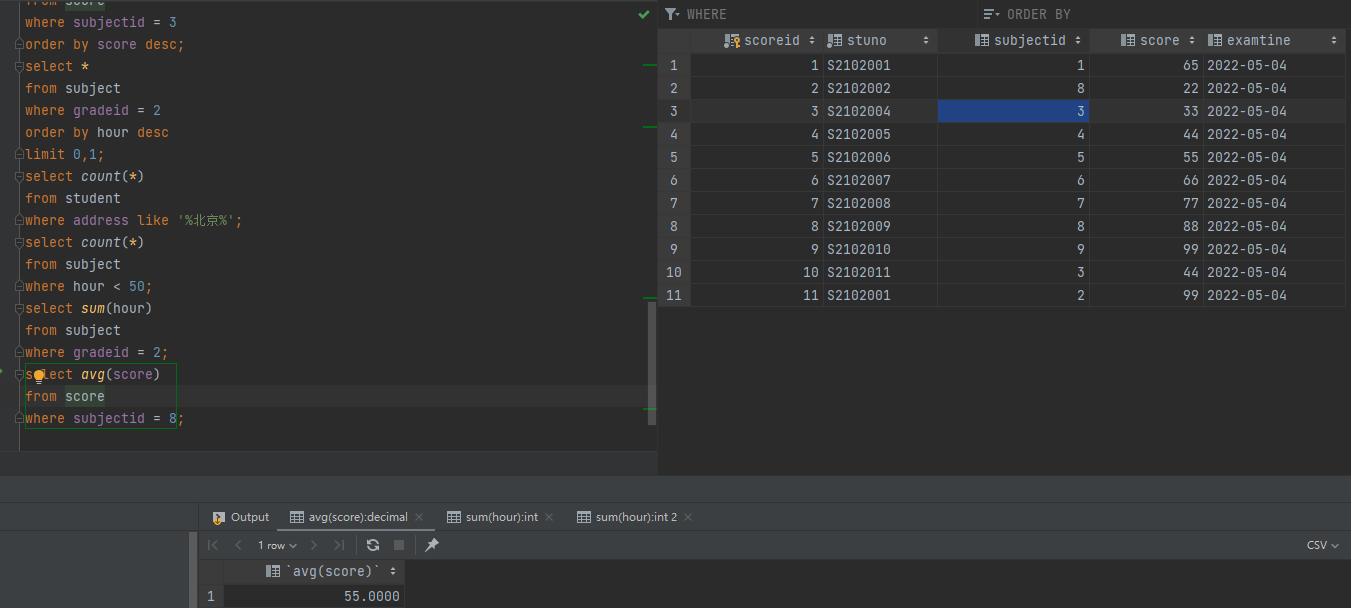 from score
where subjectid = 3
order by score desc;
select *
from subject
where gradeid = 2
order by hour desc
limit 0,1;
select count(*)
from student
where address like '%北京%';
select count(*)
from subject
where hour < 50;
select sum(hour)
from subject
where gradeid = 2;
select avg(score)
from score
where subjectid = 8;
WHERE ORDER BY
scoreid stuno subjectid score examtine
1 1 S2102001 1 65 2022-05-04
2 2 S2102002 8 22 2022-05-04
3 3 S2102004 3 33 2022-05-04
4 4 S2102005 4 44 2022-05-04
5 5 S2102006 5 55 2022-05-04
6 6 S2102007 6 66 2022-05-04
7 7 S2102008 7 77 2022-05-04
8 8 S2102009 8 88 2022-05-04
9 9 S2102010 9 99 2022-05-04
10 10 S2102011 3 44 2022-05-04
11 11 S2102001 2 99 2022-05-04
Output avg(score):decimal sum(hour):int sum(hour):int 2
1 row CSV
`avg(score)`
1 55.0000